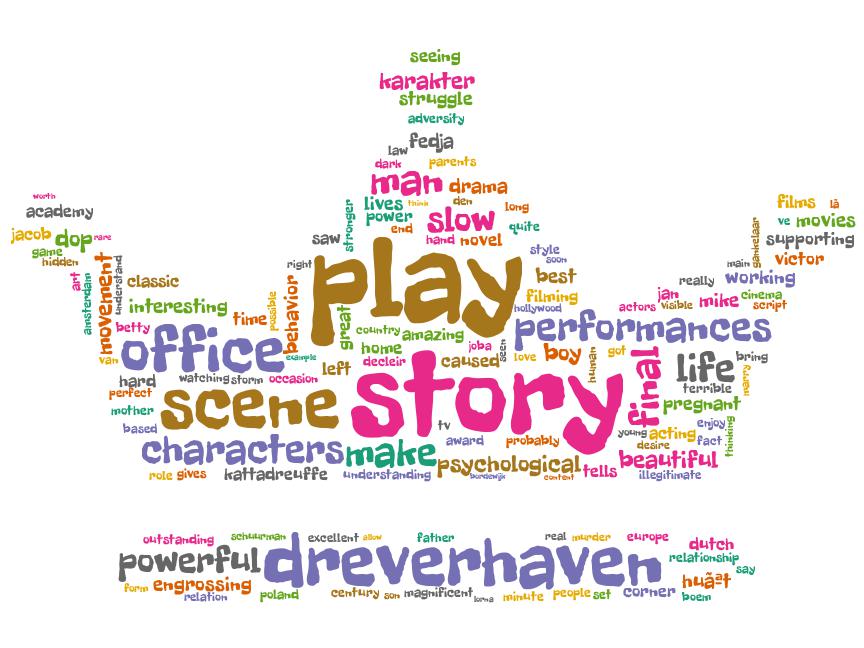 seeing
karakter
struggle
adversity
law fedja
dark parents
man drama
worth
academy
jacob dop rare
game
hidden
lives think den
power
end
stronger
saw
slow
long
quite
hand novel
films là
ve movies
supporting
victor
main
gankelaar
art
amsterdam
movement
understand
classic
interesting
betty
time
possible
behavior
right
play
style
soon
best
filming
hollywood
really working
jan cinema
actors visible mike script
van office example
great
country amazing
home
decleir
left
joba
caused
seen
performances
love boy
human
got
final
life bring
terrible
marry
hard watching storm occasion
perfect
mother
based
scene
story
pregnant
enjoy
young acting
desire fact
thinking
characters make
tv
award probably
psychological
tells beautiful
role gives kattadreuffe understanding
bordewijk content
illegitimate
outstanding schuurman excellent allow father real murder europe dutch
powerful dreverhaven relationship
say
huãªt
form engrossing
relation poland century son magnificent lorna minute people set corner boem